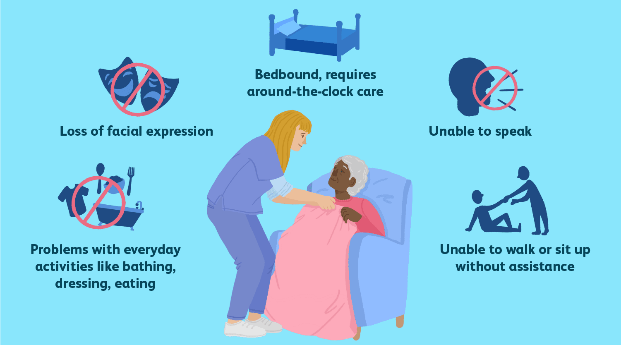 Bedbound, requires
around-the-clock care
Loss of facial expression
Unable to speak
Problems with everyday
activities like bathing,
dressing, eating
Unable to walk or sit up
without assistance